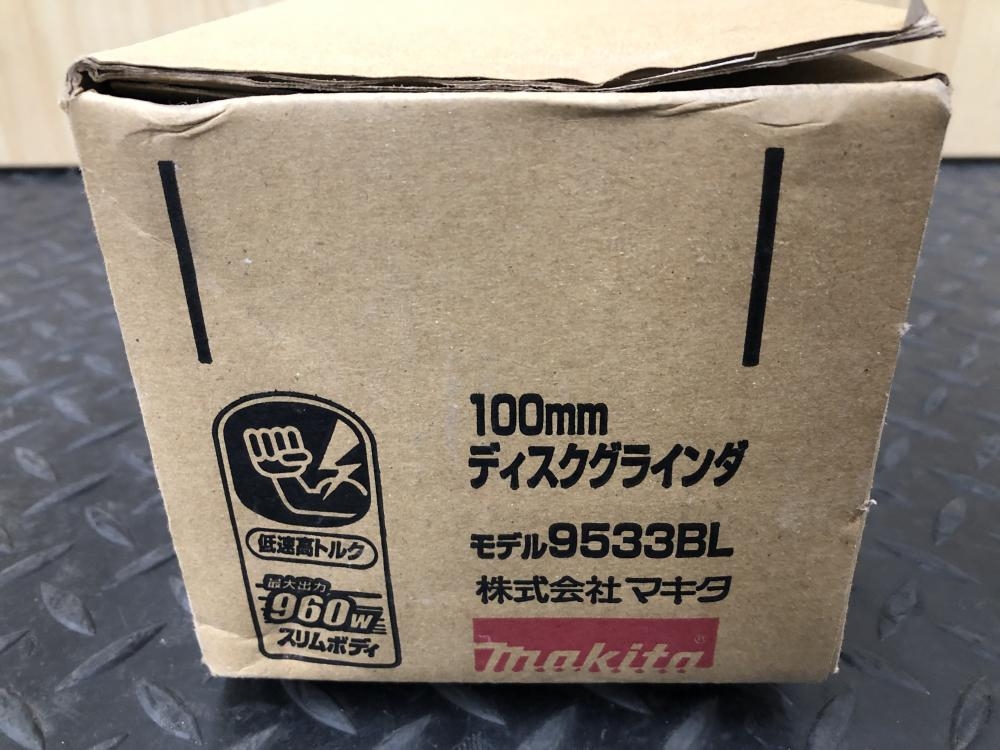 100mm
ディスクグラインダ
モデル9533BL
株式会社マキタ
makita®
低速高トルク
最大出力
960W
スリムボディ